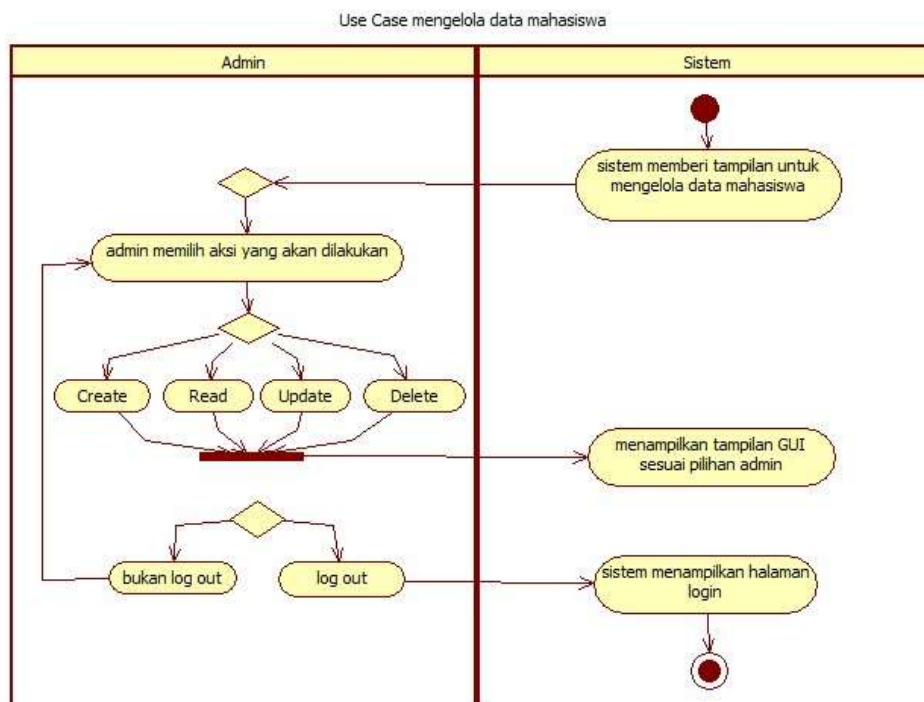 Use Case mengelola data mahasiswa
Admin
Sistem
sistem memberi tampilan untuk
mengelola data mahasiswa
admin memilih aksi yang akan dilakukan
Create
Read
Update
Delete
menampilkan tampilan GUI
sesuai pilihan admin
bukan log out
log out
sistem menampilkan halaman
login